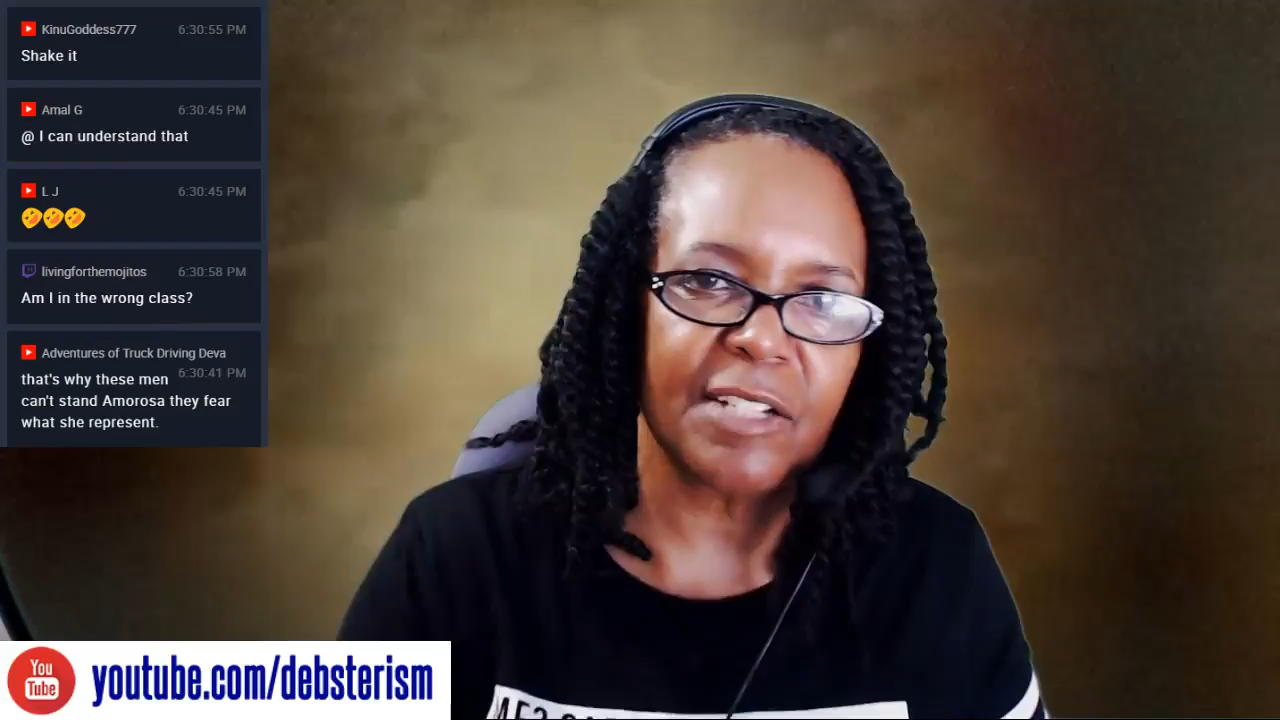 KinuGoddess777 6:30:55 PM
Shake it
Amal G 6:30:45 PM
@ I can understand that
L J 6:30:45 PM
🤣🤣🤣
livingforthemojitos 6:30:58 PM
Am I in the wrong class?
Adventures of Truck Driving Deva
that's why these men 6:30:41 PM
can't stand Amorosa they fear
what she represent.
You
Tube
youtube.com/debsterism